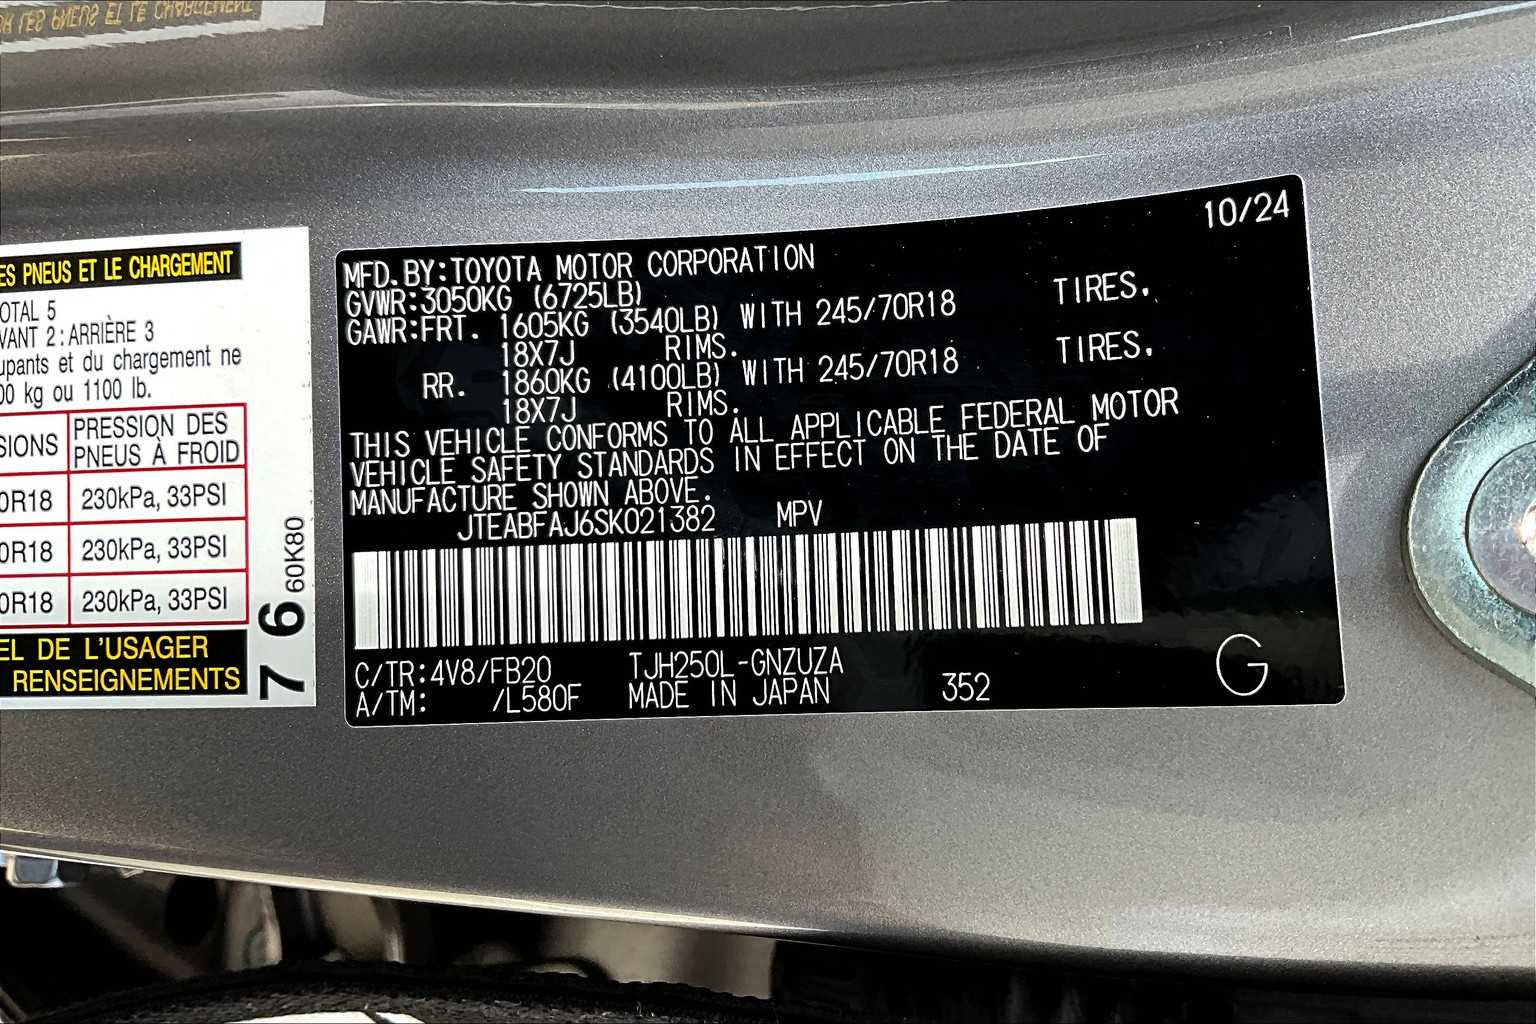 ES PNEUS ET LE CHARGEMENT
OTAL 5
VANT 2 : ARRIÈRE 3
upants et du chargement ne
00 kg ou 1100 lb.
SIONS PRESSION DES PNEUS À FROID
0R18 230kPa, 33PSI
0R18 230kPa, 33PSI
0R18 230kPa, 33PSI
EL DE L'USAGER
RENSEIGNEMENTS
76 60K80
10/24
MFD. BY:TOYOTA MOTOR CORPORATION
GVWR:3050KG (6725LB)
GAWR:FRT. 1605KG (3540LB) WITH 245/70R18 TIRES.
18X7J RIMS.
RR. 1860KG (4100LB) WITH 245/70R18 TIRES.
18X7J RIMS.
THIS VEHICLE CONFORMS TO ALL APPLICABLE FEDERAL MOTOR
VEHICLE SAFETY STANDARDS IN EFFECT ON THE DATE OF
MANUFACTURE SHOWN ABOVE.
JTEABFAJ6SK021382 MPV
C/TR:4V8/FB20 TJH250L-GNZUZA
A/TM: /L580F MADE IN JAPAN 352
G